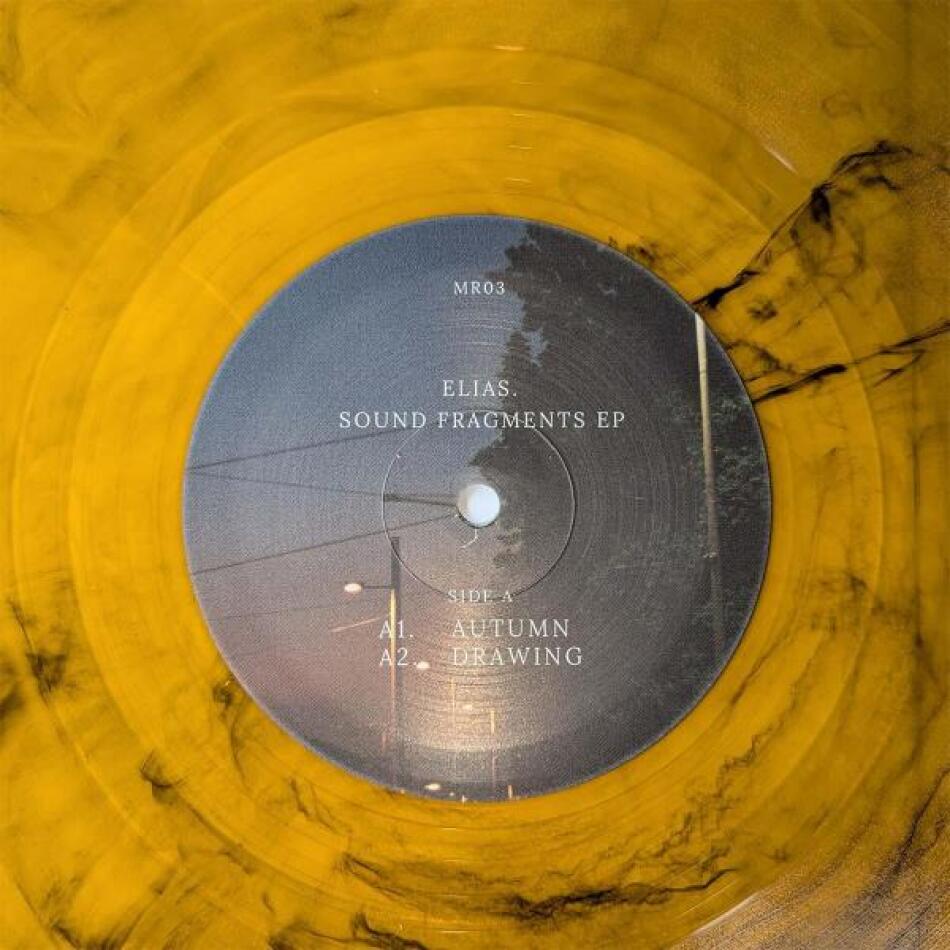 MR03
ELIAS.
SOUND FRAGMENTS EP
SIDE A
A1. AUTUMN
A2. DRAWING